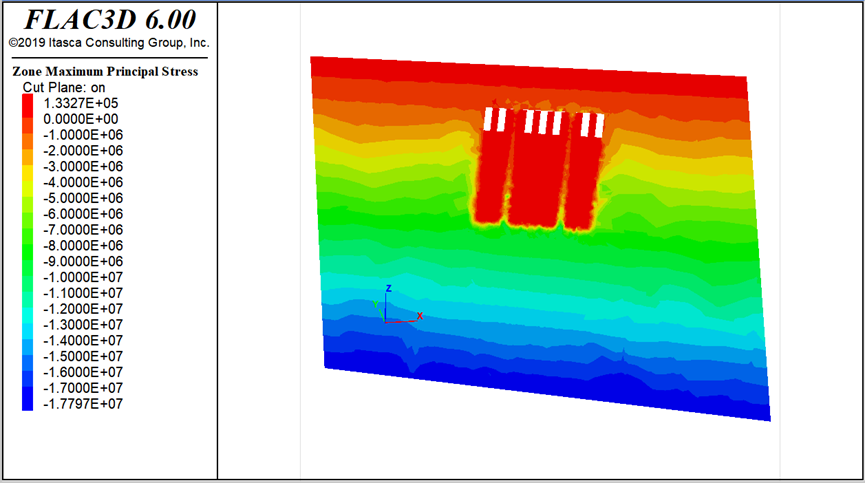 FLAC3D 6.00
©2019 Itasca Consulting Group, Inc.
Zone Maximum Principal Stress
Cut Plane: on
1.3327E+05
0.0000E+00
-1.0000E+06
-2.0000E+06
-3.0000E+06
-4.0000E+06
-5.0000E+06
-6.0000E+06
-7.0000E+06
-8.0000E+06
-9.0000E+06
-1.0000E+07
-1.1000E+07
-1.2000E+07
-1.3000E+07
-1.4000E+07
-1.5000E+07
-1.6000E+07
-1.7000E+07
-1.7797E+07
Z
Y
X